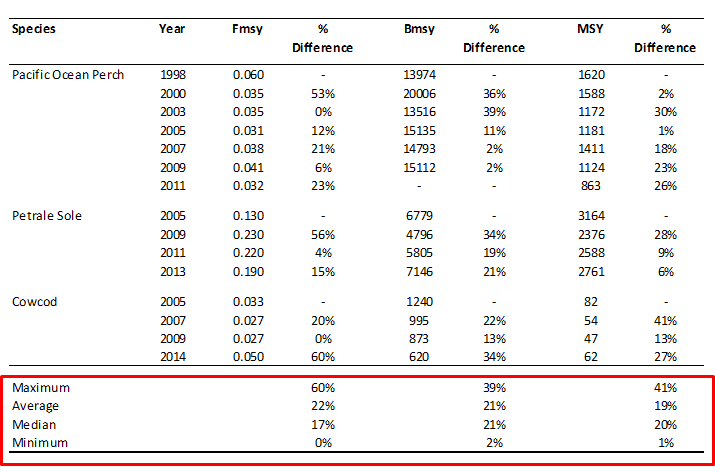 Species Year Fmsy % Difference Bmsy % Difference MSY % Difference
Pacific Ocean Perch 1998 0.060 - 13974 - 1620 -
2000 0.035 53% 20006 36% 1588 2%
2003 0.035 0% 13516 39% 1172 30%
2005 0.031 12% 15135 11% 1181 1%
2007 0.038 21% 14793 2% 1411 18%
2009 0.041 6% 15112 2% 1124 23%
2011 0.032 23% - - 863 26%
Petrale Sole 2005 0.130 - 6779 - 3164 -
2009 0.230 56% 4796 34% 2376 28%
2011 0.220 4% 5805 19% 2588 9%
2013 0.190 15% 7146 21% 2761 6%
Cowcod 2005 0.033 - 1240 - 82 -
2007 0.027 20% 995 22% 54 41%
2009 0.027 0% 873 13% 47 13%
2014 0.050 60% 620 34% 62 27%
Maximum 60% 39% 41%
Average 22% 21% 19%
Median 17% 21% 20%
Minimum 0% 2% 1%